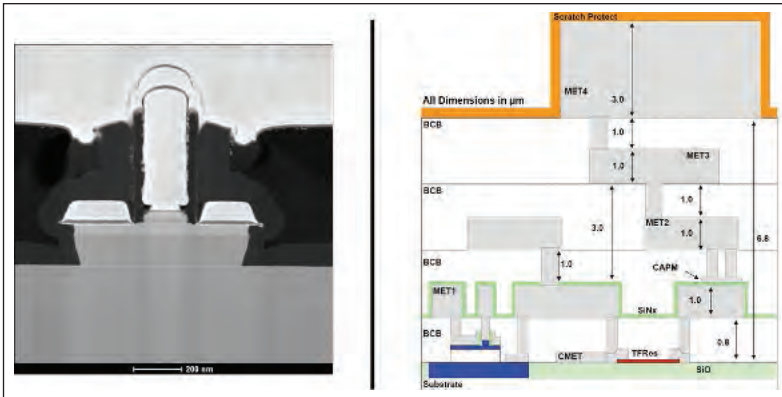 200 nm
Scratch Protect
MET4
3.0
All Dimensions in µm
BCB
1.0
MET3
1.0
BCB
1.0
3.0
MET2
1.0
6.8
BCB
1.0
CAPM
MET1
1.0
SiNx
BCB
0.8
CMET
TFRes
SiO
Substrate